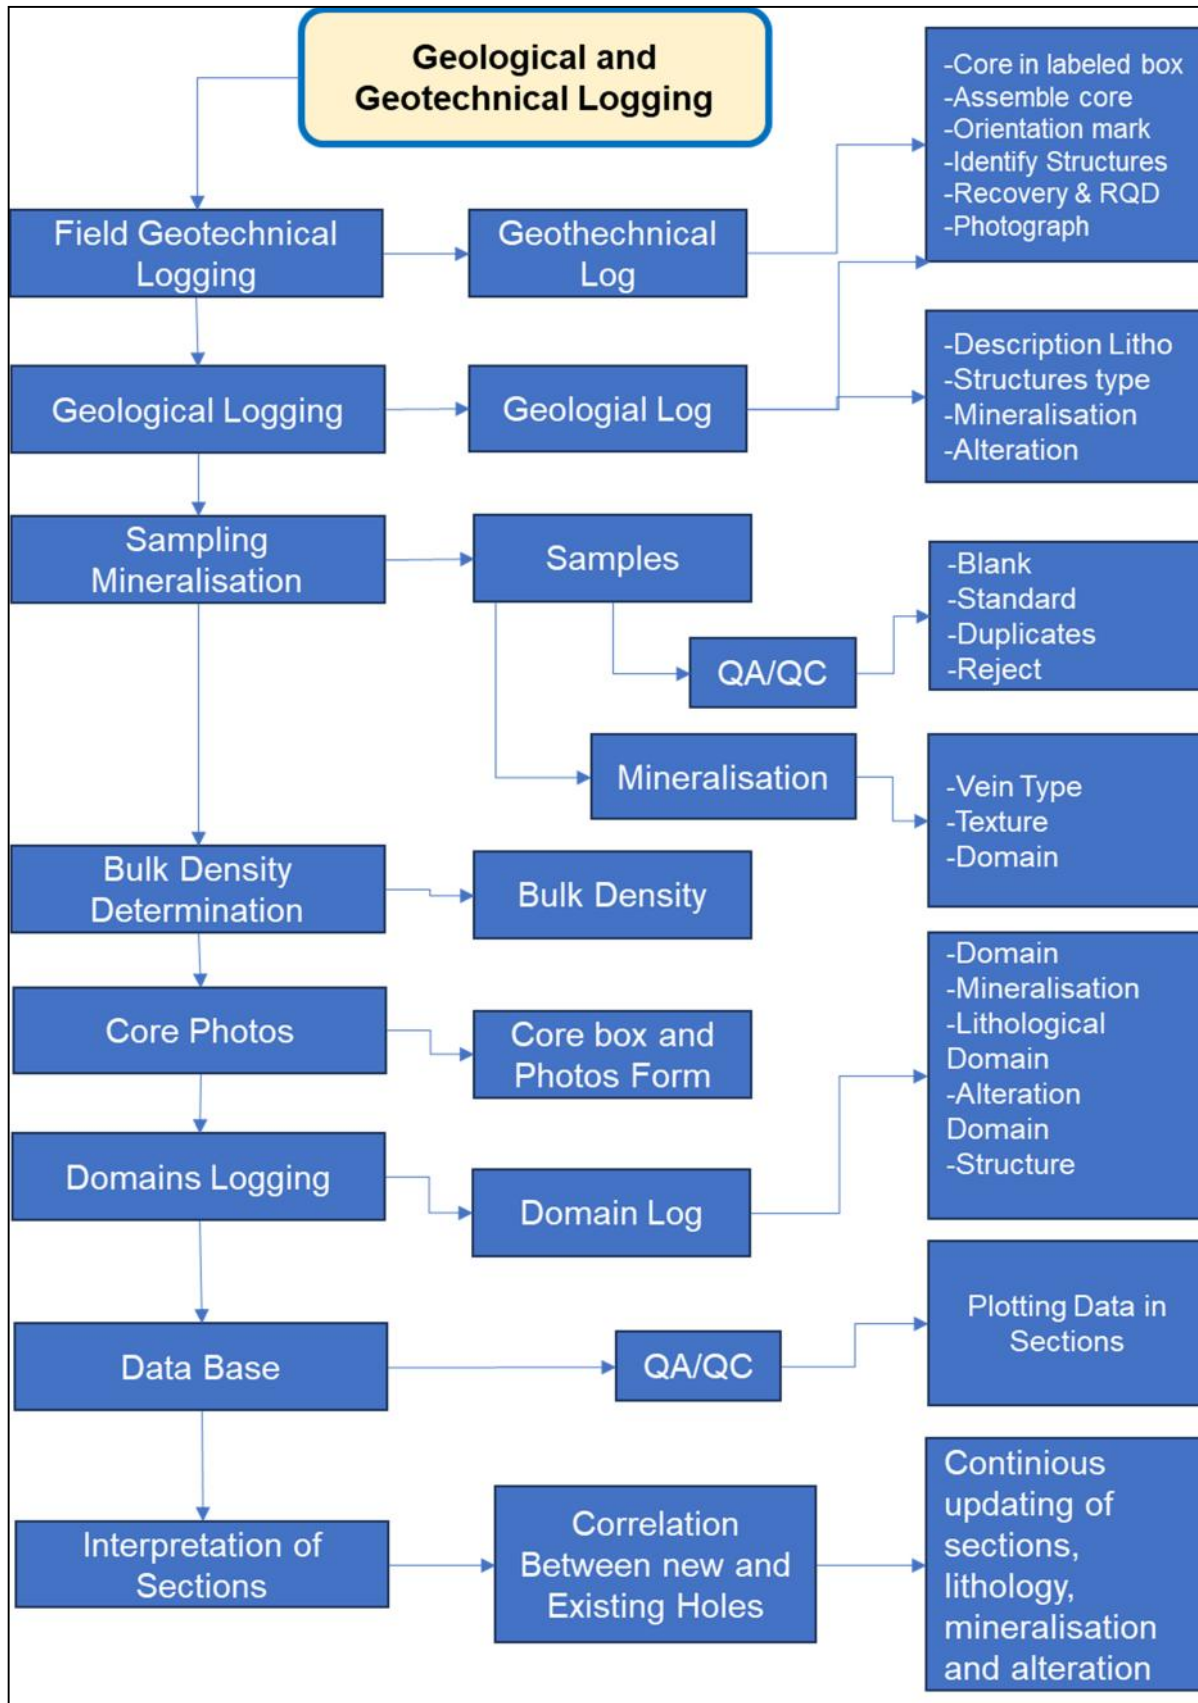 Geological and
Geotechnical Logging
-Core in labeled box
-Assemble core
-Orientation mark
-Identify Structures
-Recovery & RQD
-Photograph
Field Geotechnical
Logging
Geothechnical
Log
-Description Litho
-Structures type
-Mineralisation
-Alteration
Geological Logging
Geologial Log
Sampling
Mineralisation
Samples
-Blank
-Standard
-Duplicates
-Reject
QA/QC
Mineralisation
-Vein Type
-Texture
-Domain
Bulk Density
Determination
Bulk Density
-Domain
-Mineralisation
-Lithological
Domain
-Alteration
Domain
-Structure
Core Photos
Core box and
Photos Form
Domains Logging
Domain Log
Data Base
QA/QC
Plotting Data in
Sections
Interpretation of
Sections
Correlation
Between new and
Existing Holes
Continious
updating of
sections,
lithology,
mineralisation
and alteration